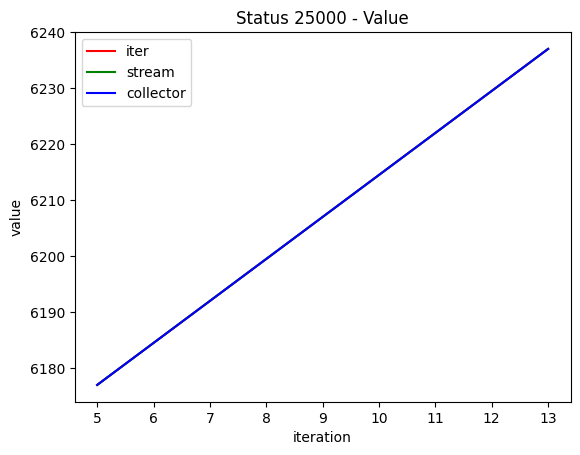 Status 25000 - Value
6240
6230
6220
6210
6200
6190
6180
value
iter
stream
collector
5 6 7 8 9 10 11 12 13
iteration